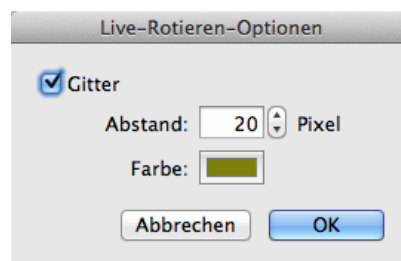 Live-Rotieren-Optionen
Gitter
Abstand: 20 Pixel
Farbe:
Abbrechen OK